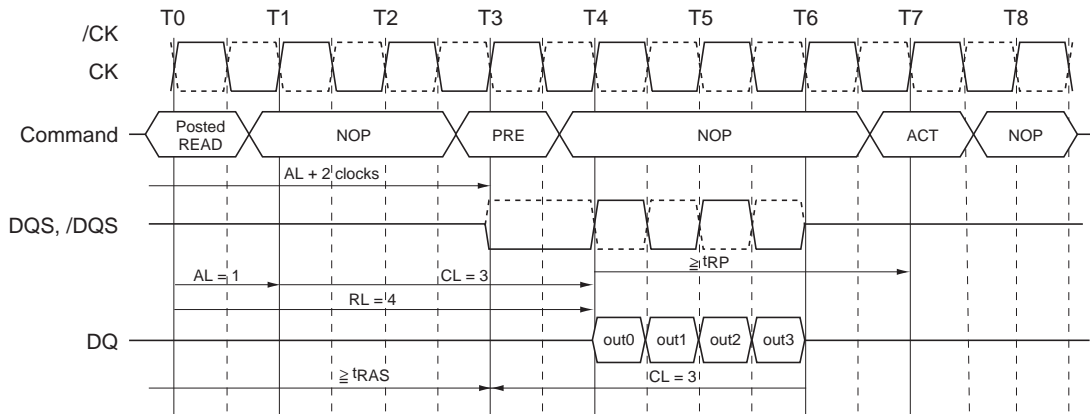 T0 T1 T2 T3 T4 T5 T6 T7 T8
/CK
CK
Command Posted READ NOP PRE NOP ACT NOP
AL + 2 clocks
DQS, /DQS
≧ tRP
AL = 1 CL = 3
RL = 4
DQ out0 out1 out2 out3
≧ tRAS CL = 3